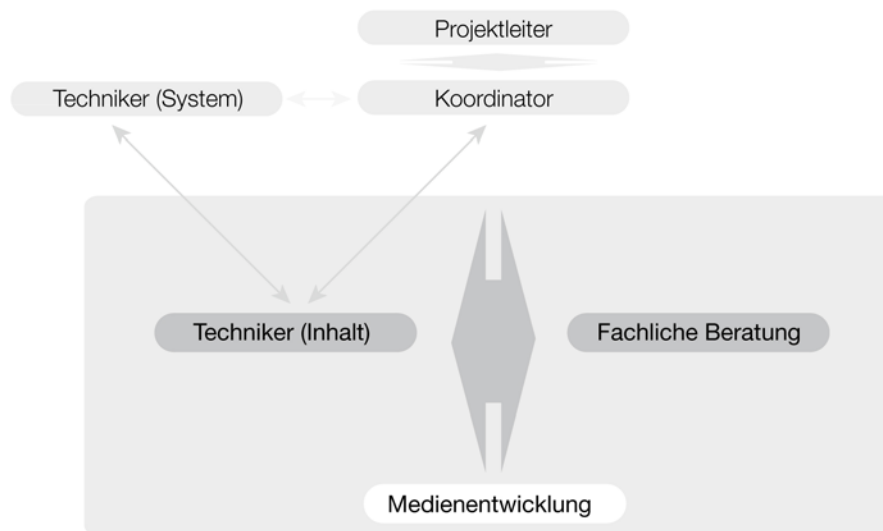 Projektleiter
Techniker (System)
Koordinator
Techniker (Inhalt)
Fachliche Beratung
Medienentwicklung